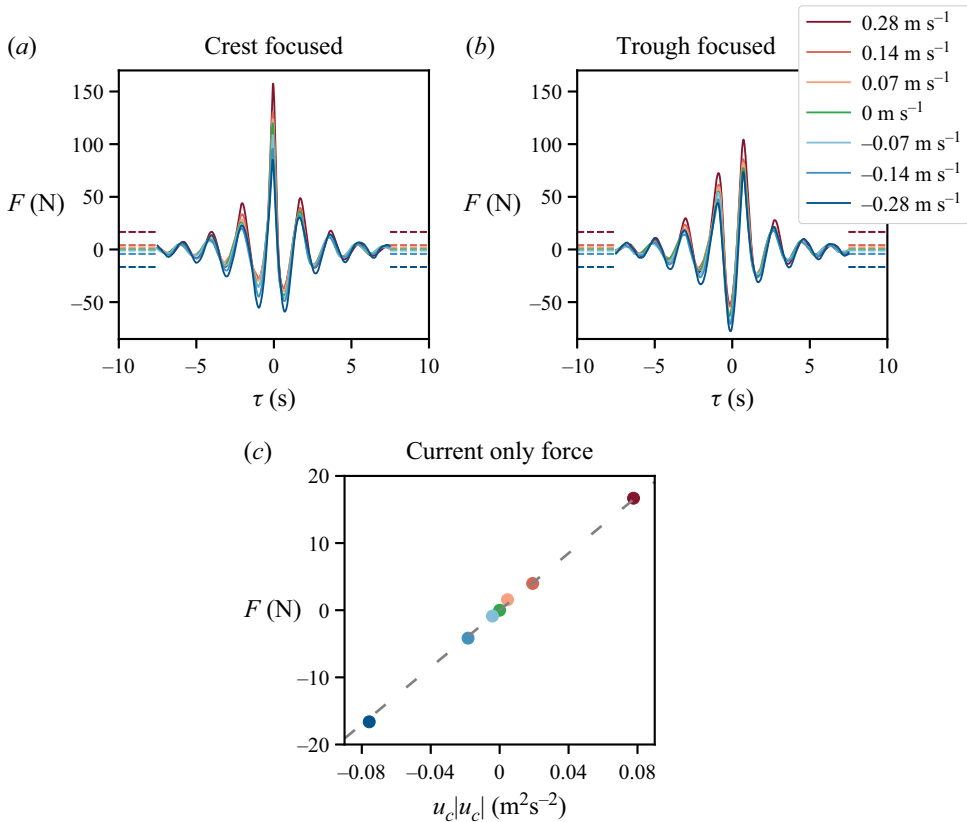 (a)
Crest focused
150
100
50
0
–50
F (N)
–10
–5
0
5
10
τ (s)
(b)
Trough focused
150
100
50
0
–50
F (N)
–10
–5
0
5
10
τ (s)
0.28 m s⁻¹
0.14 m s⁻¹
0.07 m s⁻¹
0 m s⁻¹
–0.07 m s⁻¹
–0.14 m s⁻¹
–0.28 m s⁻¹
(c)
Current only force
20
10
0
–10
–20
F (N)
–0.08
–0.04
0
0.04
0.08
u_c|u_c| (m²s⁻²)